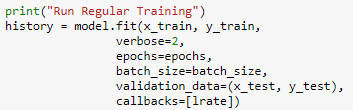 print("Run Regular Training")
history = model.fit(x_train, y_train,
verbose=2,
epochs=epochs,
batch_size=batch_size,
validation_data=(x_test, y_test),
callbacks=[lrate])